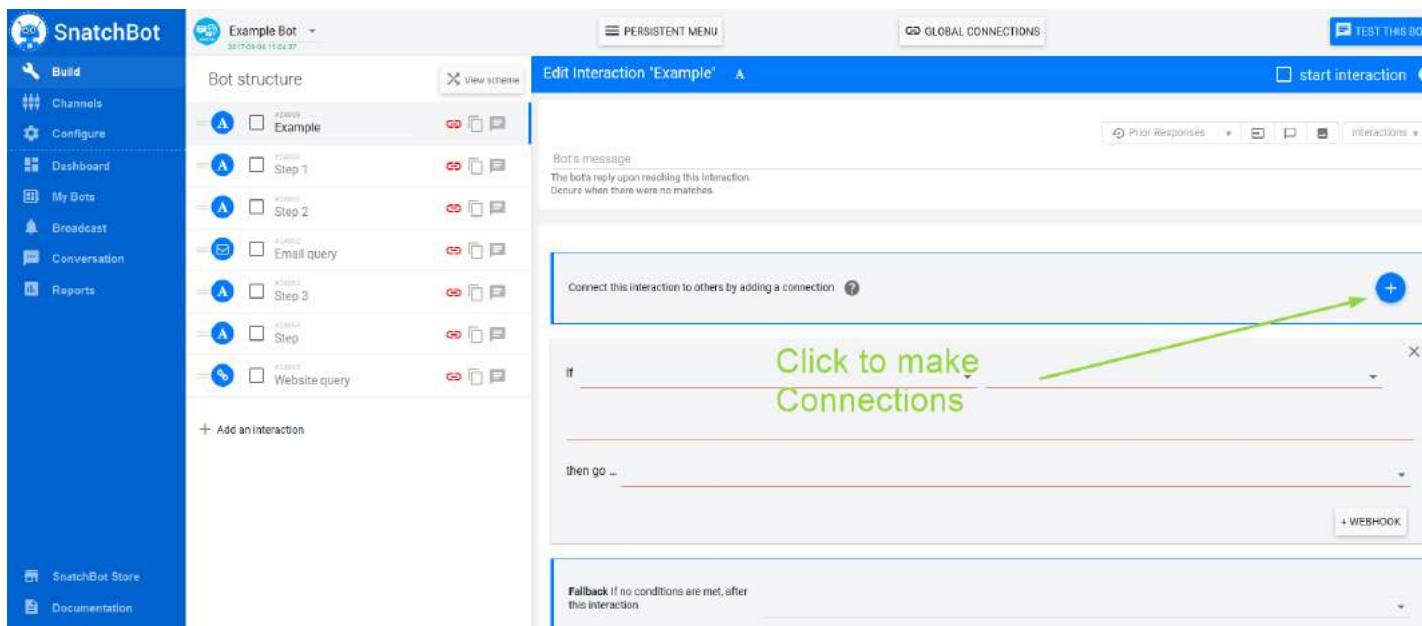 SnatchBot
Example Bot
PERSISTENT MENU
GLOBAL CONNECTIONS
TEST THIS BO
Build
Channels
Configure
Dashboard
My Bots
Broadcast
Conversation
Reports
SnatchBot Store
Documentation
Bot structure
View scheme
Example
Step 1
Step 2
Email query
Step 3
Step
Website query
+ Add an interaction
Edit Interaction "Example" A
start interaction
Prior Responses
Interactions
Bot's message
The bot's reply upon reaching this interaction.
Occurs when there were no matches.
Connect this interaction to others by adding a connection ?
If
Click to make
Connections
then go ...
+ WEBHOOK
Fallback If no conditions are met, after
this interaction